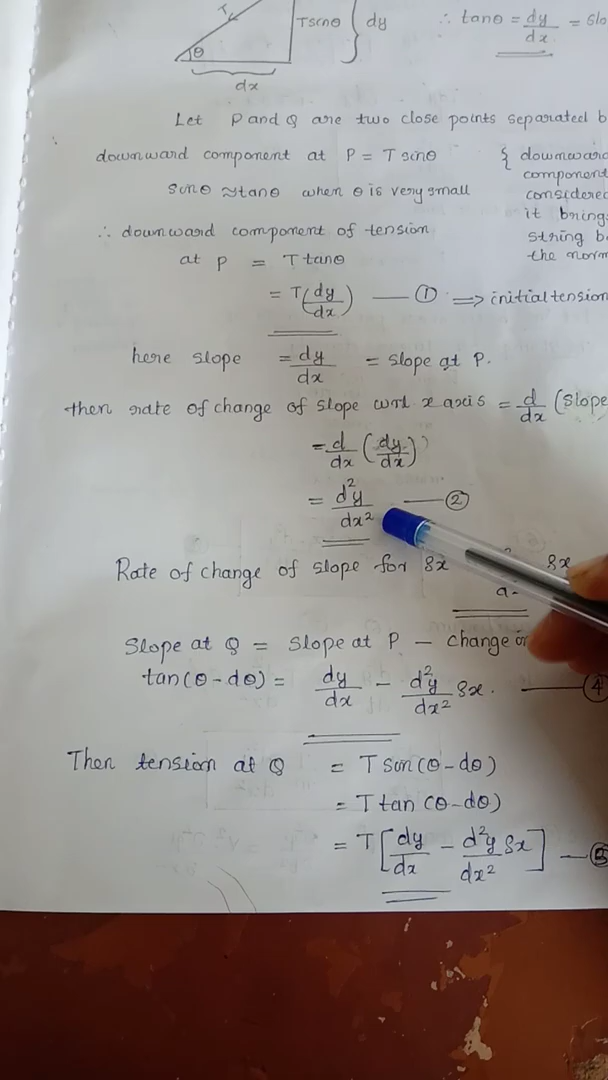 T
Tsinθ
dy
∴ tanθ = dy/dx =
θ
dx
Let P and Q are two close points separated
downward component at P = T sinθ
{ downward
component
sinθ ≈ tanθ when θ is very small
considered
it brings
∴ downward component of tension
string
at P = T tanθ
the
= T(dy/dx) — ① => initial tension
here slope = dy/dx = slope at P.
then rate of change of slope wrt x axis = d/dx (slope
= d/dx (dy/dx)
= d²y/dx² — ②
Rate of change of slope for δx δx
Slope at Q = Slope at P – change
tan(θ-dθ) = dy/dx – d²y/dx² δx. — ④
Then tension at Q = T sin(θ-dθ)
= T tan(θ-dθ)
= T[dy/dx – d²y/dx² δx] — ⑤